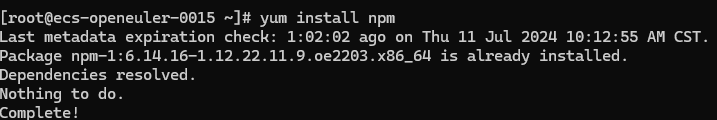 [root@ecs-openeuler-0015 ~]# yum install npm
Last metadata expiration check: 1:02:02 ago on Thu 11 Jul 2024 10:12:55 AM CST.
Package npm-1:6.14.16-1.12.22.11.9.oe2203.x86_64 is already installed.
Dependencies resolved.
Nothing to do.
Complete!